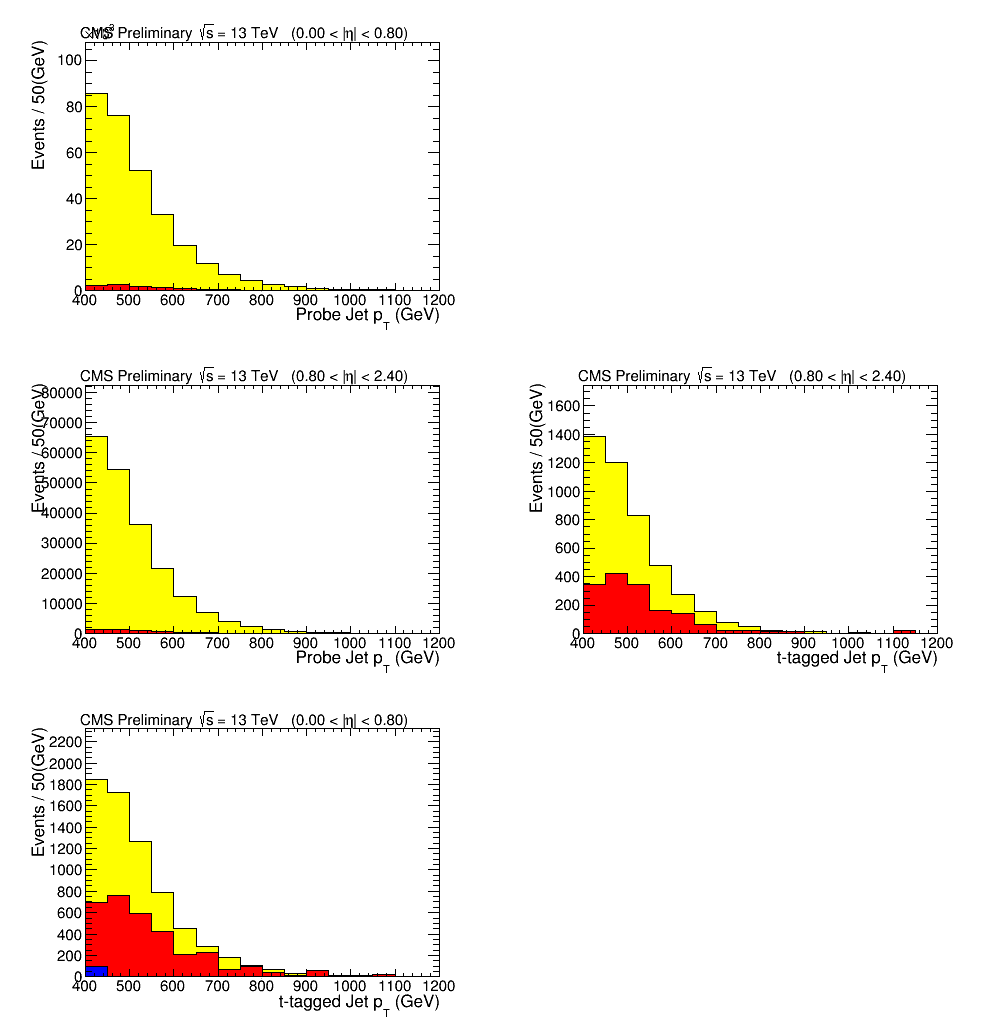 CMS Preliminary √s = 13 TeV (0.00 < |η| < 0.80)
Events / 50(GeV)
100
80
60
40
20
0
400 500 600 700 800 900 1000 1100 1200
Probe Jet pT (GeV)
CMS Preliminary √s = 13 TeV (0.80 < |η| < 2.40)
Events / 50(GeV)
80000
70000
60000
50000
40000
30000
20000
10000
0
400 500 600 700 800 900 1000 1100 1200
Probe Jet pT (GeV)
CMS Preliminary √s = 13 TeV (0.80 < |η| < 2.40)
Events / 50(GeV)
1600
1400
1200
1000
800
600
400
200
0
400 500 600 700 800 900 1000 1100 1200
t-tagged Jet pT (GeV)
CMS Preliminary √s = 13 TeV (0.00 < |η| < 0.80)
Events / 50(GeV)
2200
2000
1800
1600
1400
1200
1000
800
600
400
200
0
400 500 600 700 800 900 1000 1100 1200
t-tagged Jet pT (GeV)